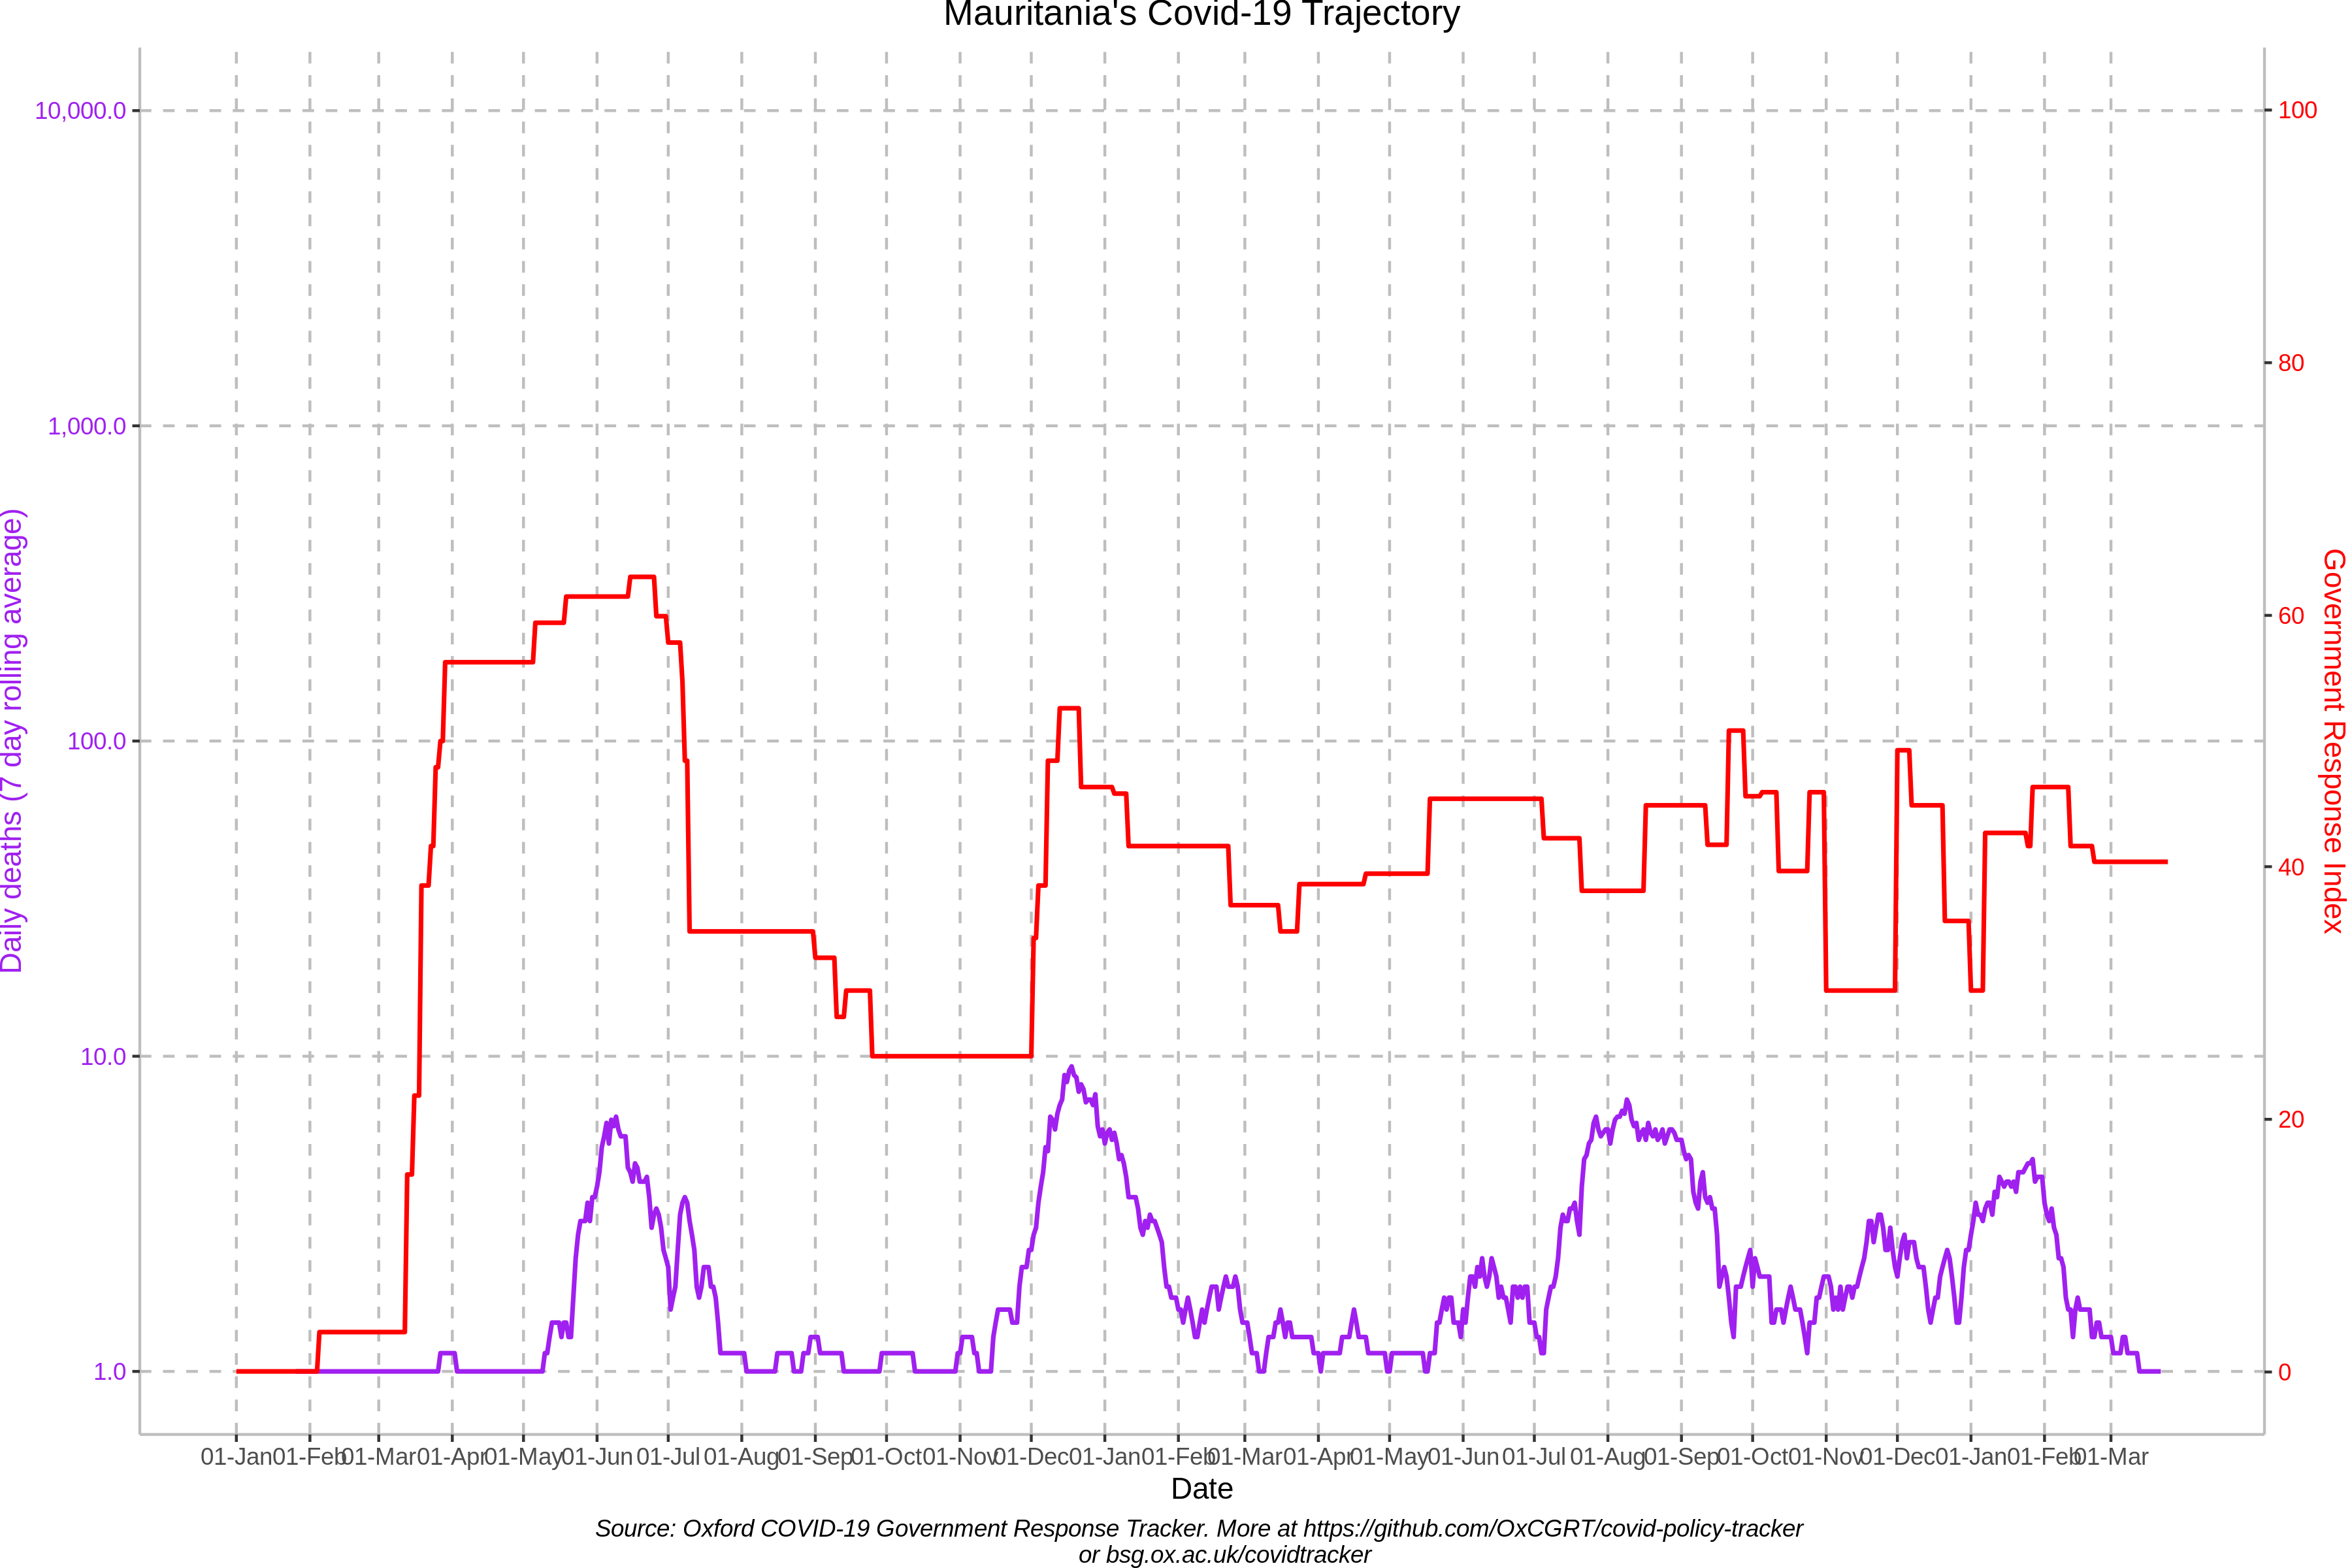 Mauritania's Covid-19 Trajectory
10,000.0
1,000.0
100.0
10.0
1.0
Daily deaths (7 day rolling average)
100
80
60
40
20
0
Government Response Index
01-Jan 01-Feb 01-Mar 01-Apr 01-May 01-Jun 01-Jul 01-Aug 01-Sep 01-Oct 01-Nov 01-Dec 01-Jan 01-Feb 01-Mar 01-Apr 01-May 01-Jun 01-Jul 01-Aug 01-Sep 01-Oct 01-Nov 01-Dec 01-Jan 01-Feb 01-Mar
Date
Source: Oxford COVID-19 Government Response Tracker. More at https://github.com/OxCGRT/covid-policy-tracker
or bsg.ox.ac.uk/covidtracker